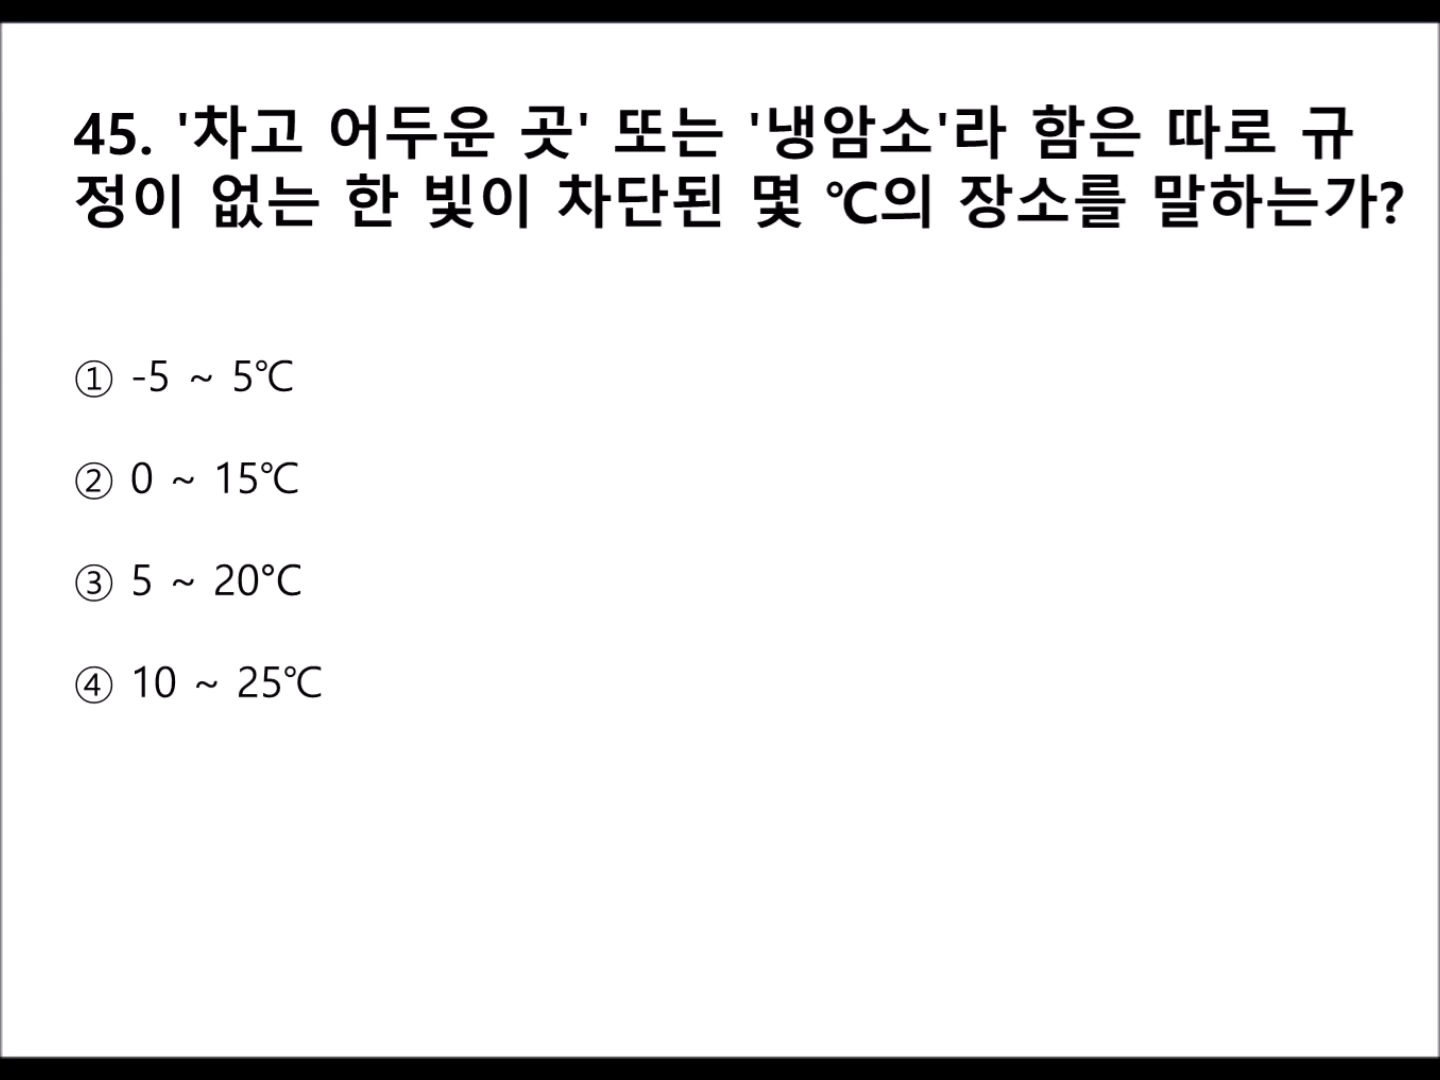 45. '차고 어두운 곳' 또는 '냉암소'라 함은 따로 규
정이 없는 한 빛이 차단된 몇 ℃의 장소를 말하는가?
① -5 ~ 5℃
② 0 ~ 15℃
③ 5 ~ 20°C
④ 10 ~ 25℃